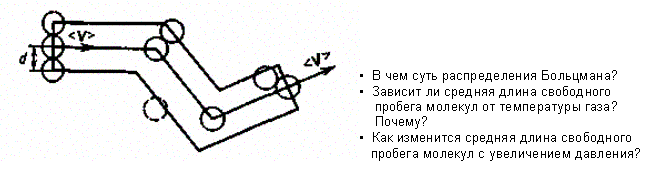 <V>
d
<V>
• В чем суть распределения Больцмана?
• Зависит ли средняя длина свободного
пробега молекул от температуры газа?
Почему?
• Как изменится средняя длина свободного
пробега молекул с увеличением давления?